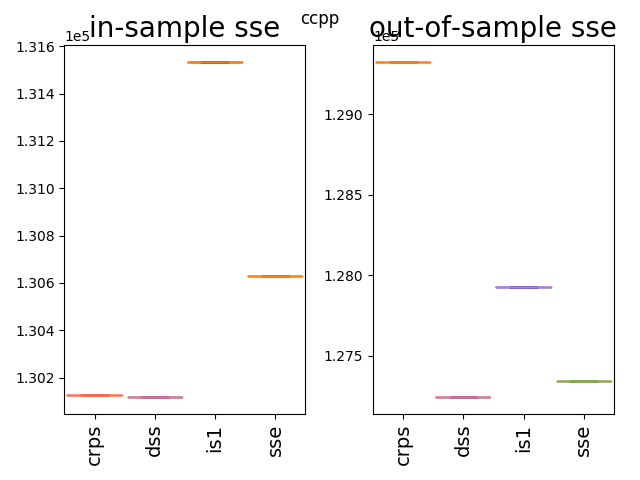 ccpp
in-sample sse
1e5
1.316
1.314
1.312
1.310
1.308
1.306
1.304
1.302
crps
dss
is1
sse
out-of-sample sse
1e5
1.290
1.285
1.280
1.275
crps
dss
is1
sse